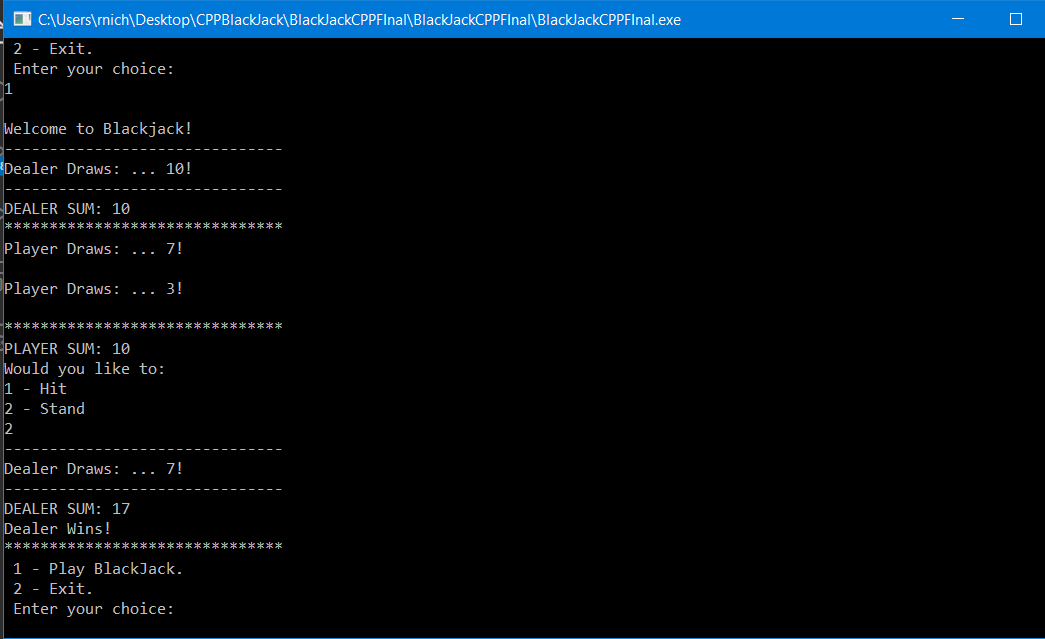 C:\Users\rnich\Desktop\CPPBlackJack\BlackJackCPPFInal\BlackJackCPPFInal\BlackJackCPPFInal.exe
2 - Exit.
Enter your choice:
1
Welcome to Blackjack!
-------------------------------
Dealer Draws: ... 10!
-------------------------------
DEALER SUM: 10
*******************************
Player Draws: ... 7!
Player Draws: ... 3!
*******************************
PLAYER SUM: 10
Would you like to:
1 - Hit
2 - Stand
2
-------------------------------
Dealer Draws: ... 7!
-------------------------------
DEALER SUM: 17
Dealer Wins!
*******************************
1 - Play BlackJack.
2 - Exit.
Enter your choice: